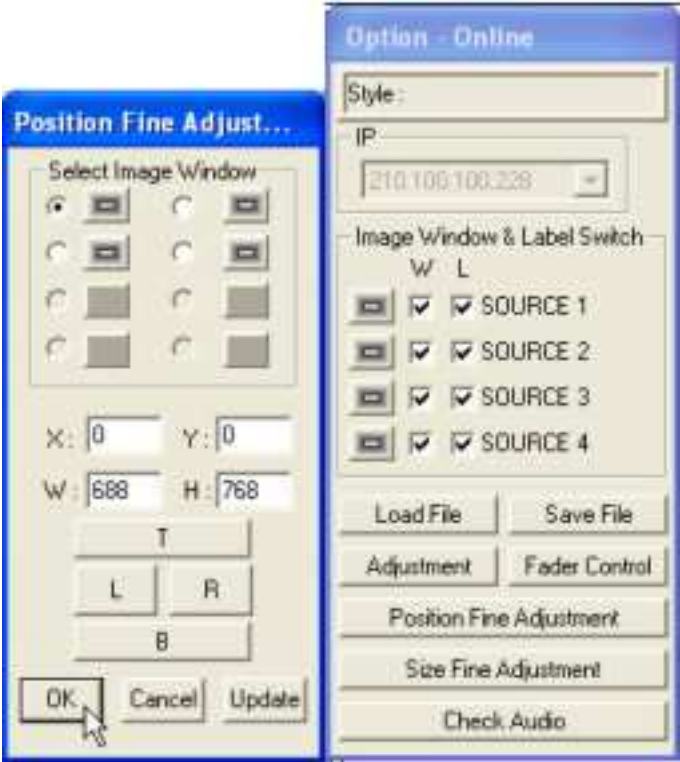 Position Fine Adjust...
Select Image Window
X: 0 Y: 0
W: 688 H: 768
T
L R
B
OK Cancel Update
Option - Online
Style:
IP
210.100.100.228
Image Window & Label Switch
W L
SOURCE 1
SOURCE 2
SOURCE 3
SOURCE 4
Load File Save File
Adjustment Fader Control
Position Fine Adjustment
Size Fine Adjustment
Check Audio